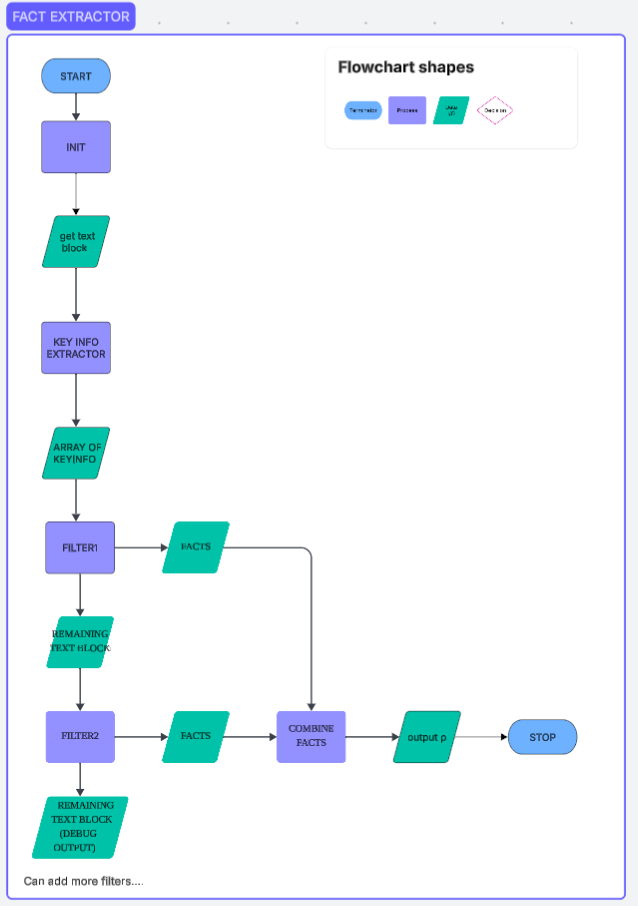 FACT EXTRACTOR
Flowchart shapes
Terminator
Process
Data
I/O
Decision
START
INIT
get text
block
KEY INFO
EXTRACTOR
ARRAY OF
KEYINFO
FILTER1
FACTS
REMAINING
TEXT BLOCK
FILTER2
FACTS
COMBINE
FACTS
output p
STOP
REMAINING
TEXT BLOCK
(DEBUG
OUTPUT)
Can add more filters....